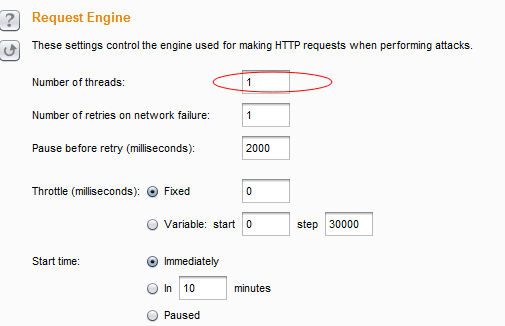 ?
Request Engine
These settings control the engine used for making HTTP requests when performing attacks.
Number of threads: 1
Number of retries on network failure: 1
Pause before retry (milliseconds): 2000
Throttle (milliseconds): Fixed 0
Variable: start 0 step 30000
Start time: Immediately
In 10 minutes
Paused